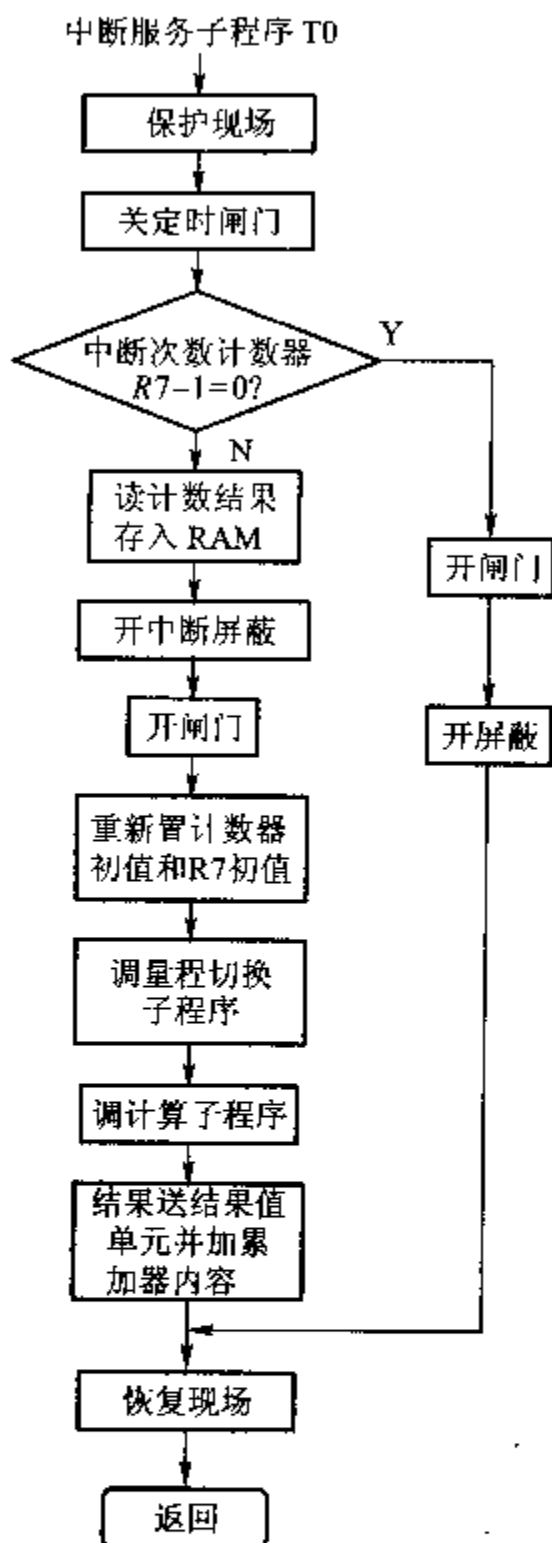 中断服务子程序 T0
保护现场
关定时闸门
中断次数计数器
R7-1=0?
Y
N
读计数结果
存入 RAM
开闸门
开中断屏蔽
开闸门
开屏蔽
重新置计数器
初值和R7初值
调量程切换
子程序
调计算子程序
结果送结果值
单元并加累
加器内容
恢复现场
返回